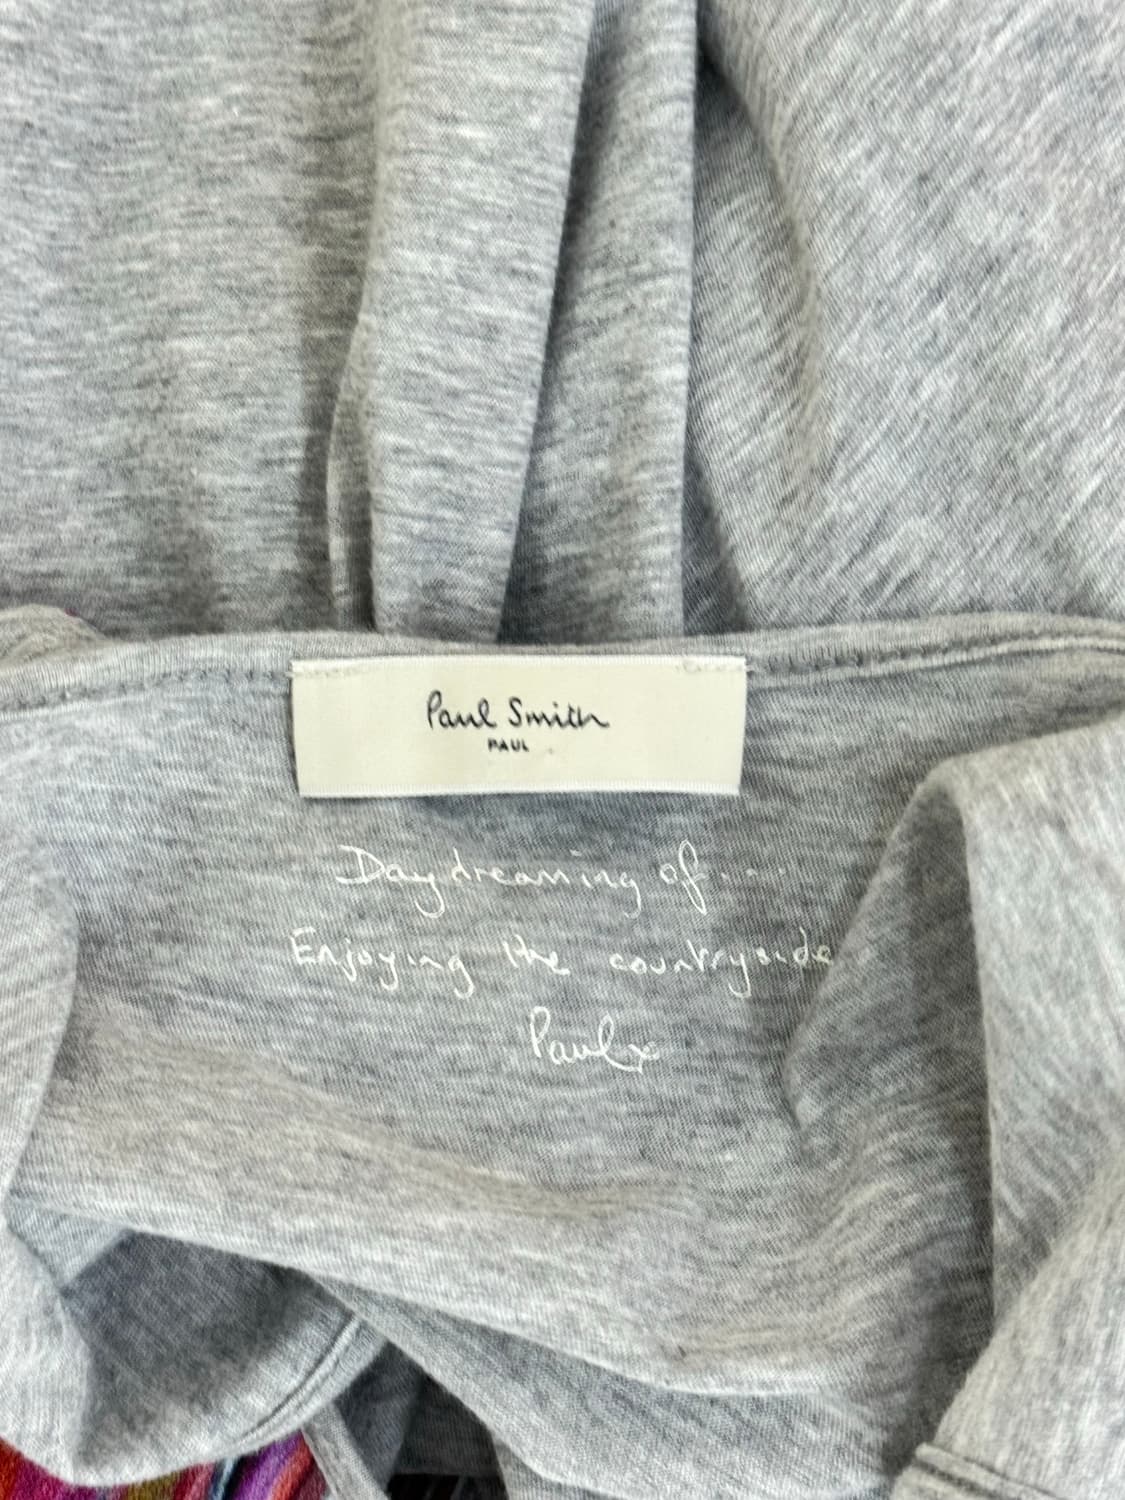 Paul Smith
PAUL
Daydreaming of....
Enjoying the countryside
Paul x